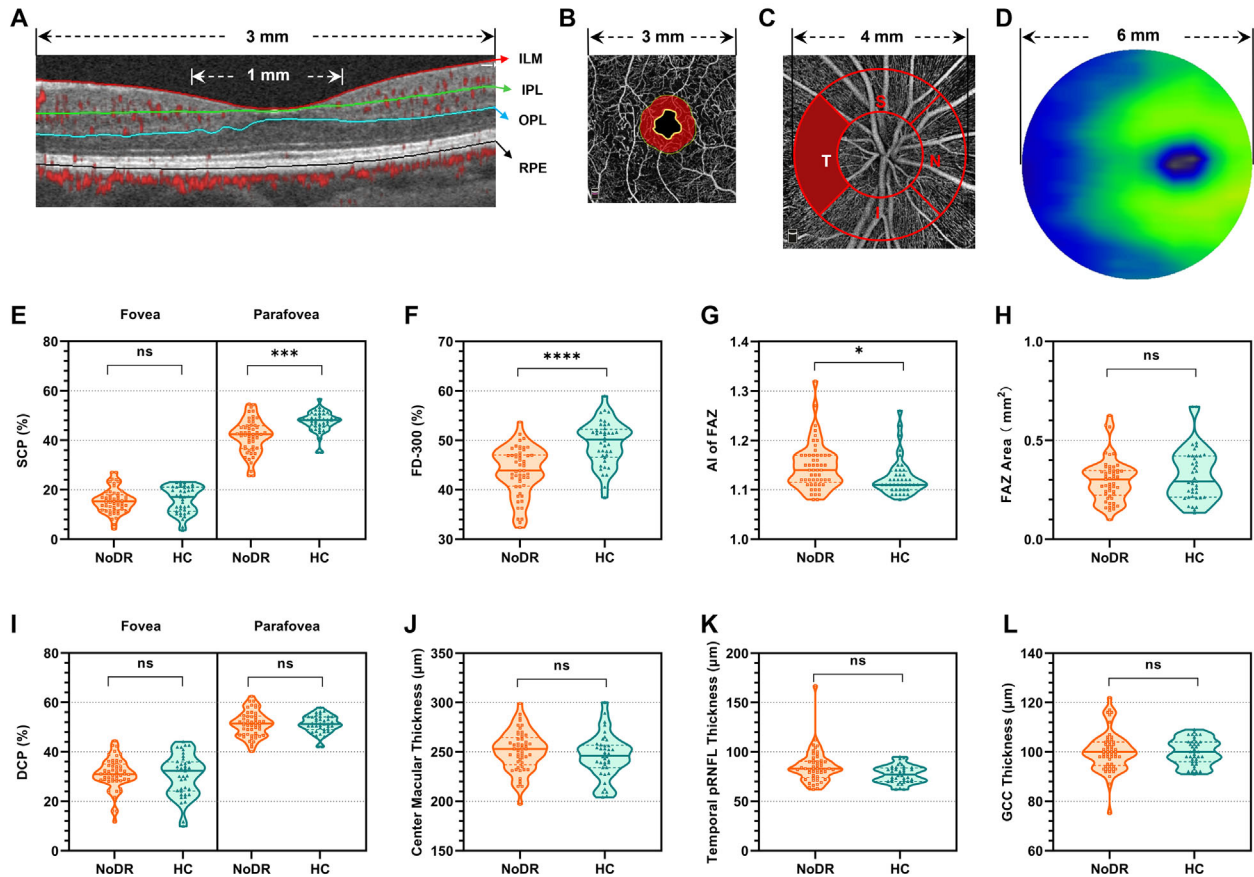 A
B
C
D
3 mm
3 mm
4 mm
6 mm
1 mm
ILM
IPL
OPL
RPE
S
T
N
I
E
F
G
H
Fovea
Parafovea
ns
***
****
*
ns
SCP (%)
80
60
40
20
0
NoDR
HC
NoDR
HC
FD-300 (%)
70
60
50
40
30
NoDR
HC
AI of FAZ
1.4
1.3
1.2
1.1
1.0
NoDR
HC
FAZ Area (mm²)
1.0
0.5
0.0
NoDR
HC
I
J
K
L
Fovea
Parafovea
ns
ns
ns
ns
ns
DCP (%)
80
60
40
20
0
NoDR
HC
NoDR
HC
Center Macular Thickness (μm)
350
300
250
200
150
NoDR
HC
Temporal pRNFL Thickness (μm)
200
150
100
50
0
NoDR
HC
GCC Thickness (μm)
140
120
100
80
60
NoDR
HC